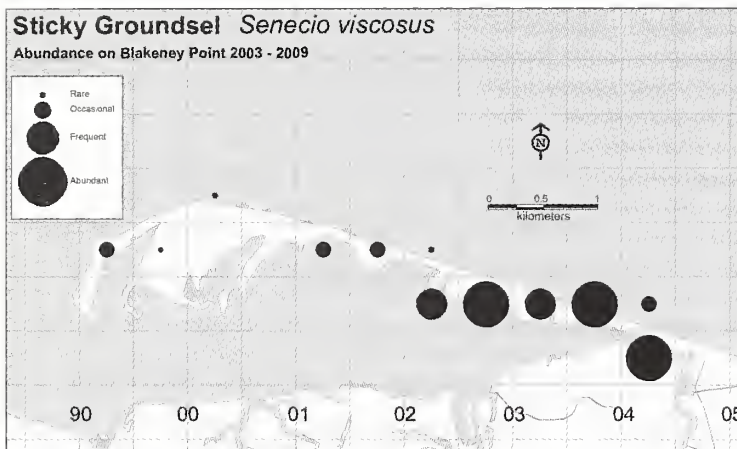 Sticky Groundsel Senecio viscosus
Abundance on Blakeney Point 2003 - 2009
Rare
Occasional
Frequent
Abundant
N
0 0.5 1
kilometers
90 00 01 02 03 04 05